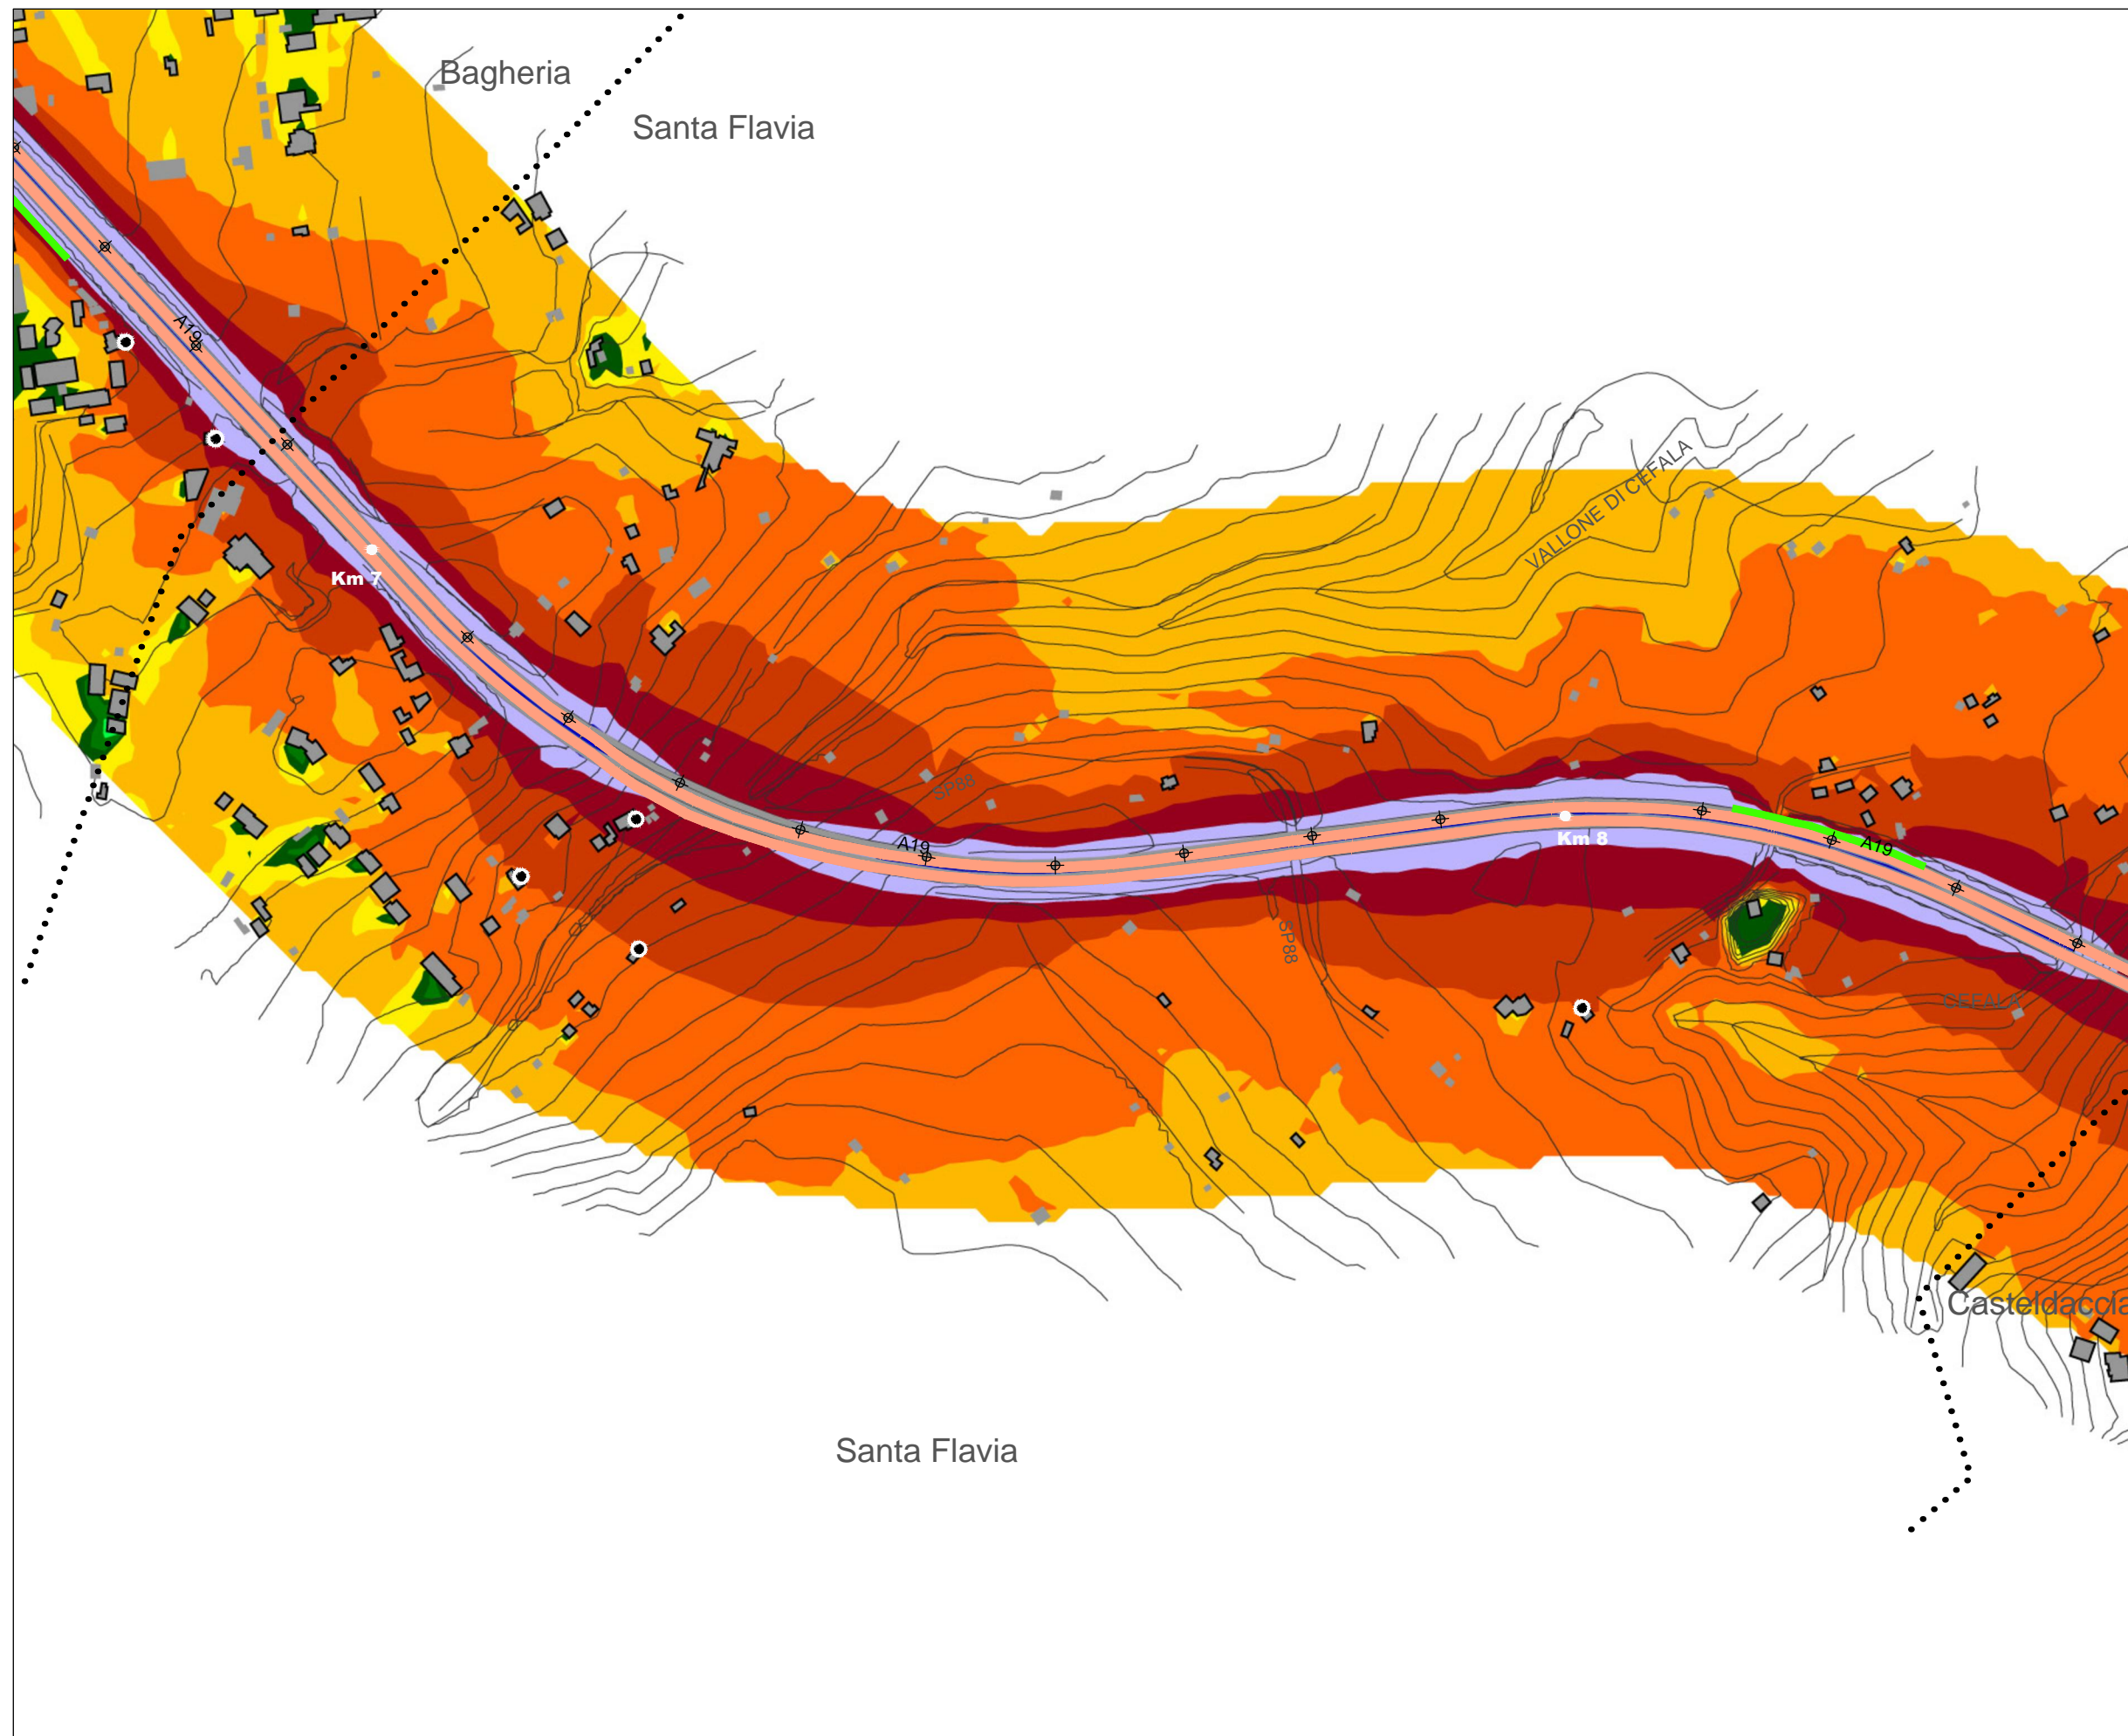 Bagheria
Santa Flavia
A19
VALLONE DI CEFALA
Km 7
SP88
A19
Km 8
A19
SP88
CEFALA
Casteldaccia
Santa Flavia